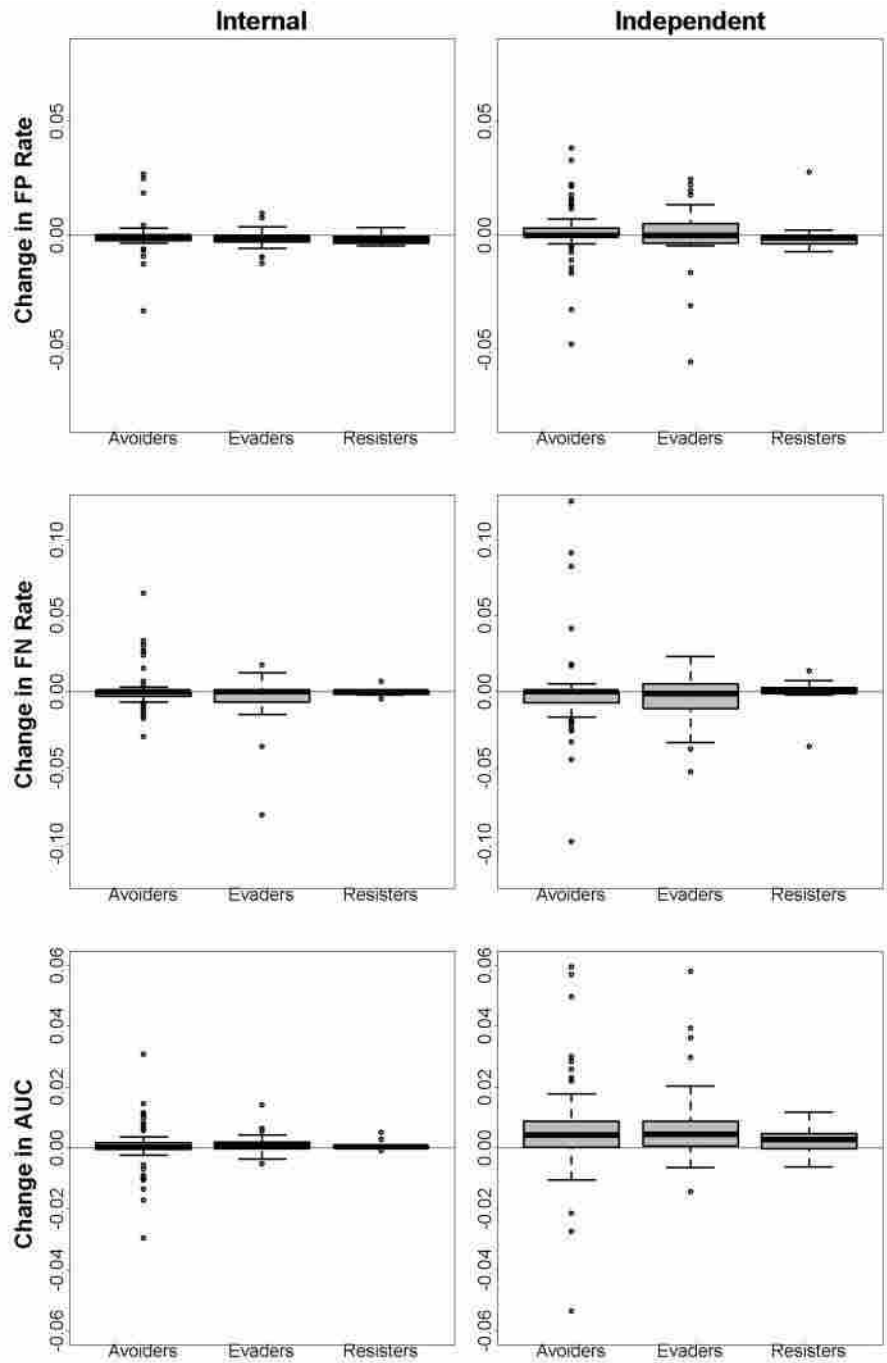 Internal
Independent
Change in FP Rate
0.05
0.00
-0.05
Avoiders
Evaders
Resisters
0.05
0.00
-0.05
Avoiders
Evaders
Resisters
Change in FN Rate
0.10
0.05
0.00
-0.05
-0.10
Avoiders
Evaders
Resisters
0.10
0.05
0.00
-0.05
-0.10
Avoiders
Evaders
Resisters
Change in AUC
0.06
0.04
0.02
0.00
-0.02
-0.04
-0.06
Avoiders
Evaders
Resisters
0.06
0.04
0.02
0.00
-0.02
-0.04
-0.06
Avoiders
Evaders
Resisters